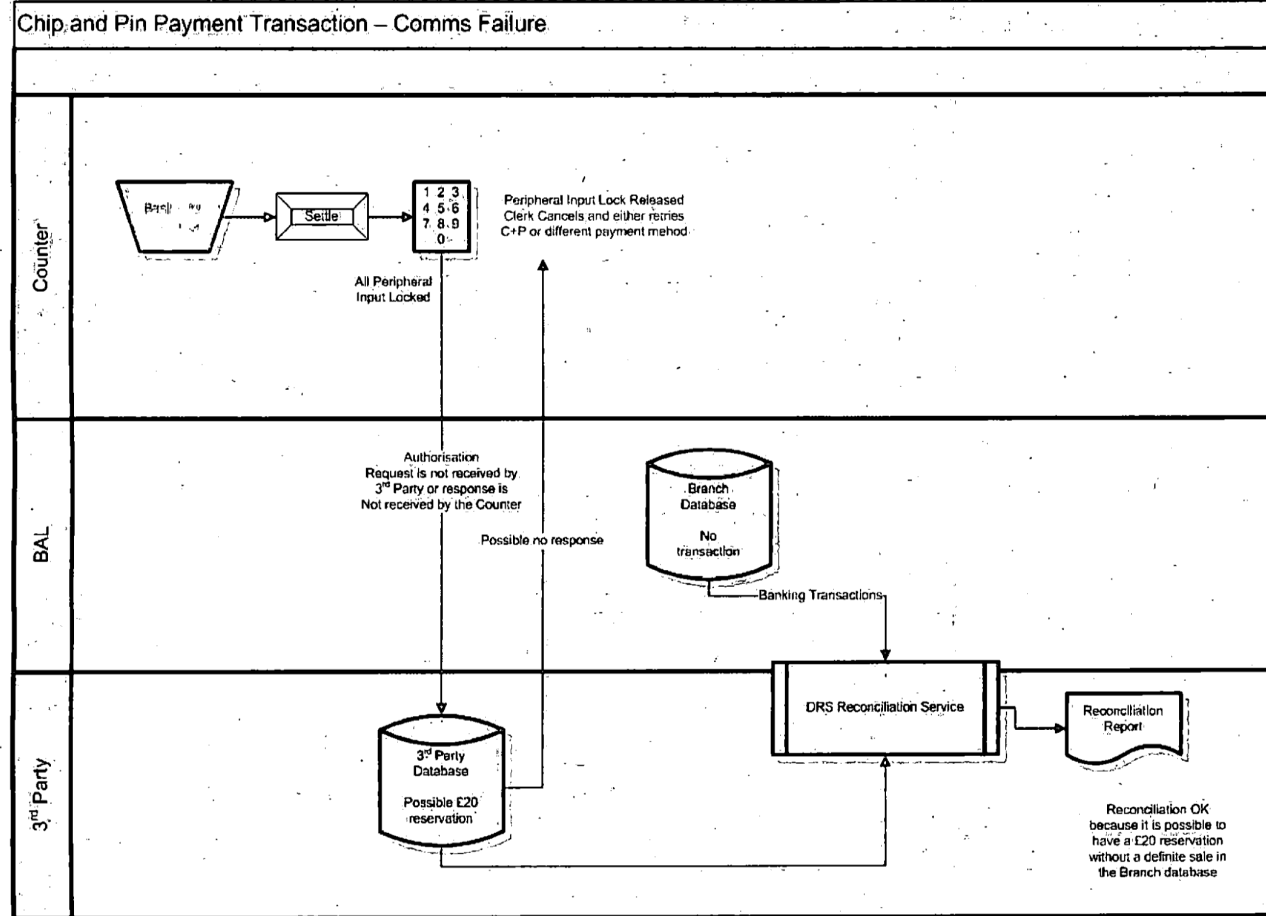 Chip and Pin Payment Transaction – Comms Failure
Counter
Settle
1 2 3
4 5 6
7 8 9
0
Peripheral Input Lock Released
Clerk Cancels and either retries
C+P or different payment mehod
All Peripheral
Input Locked
BAL
Authorisation
Request is not received by
3rd Party or response is
Not received by the Counter
Possible no response
Branch
Database
No
transaction
Banking Transactions
3rd Party
3rd Party
Database
Possible £20
reservation
DRS Reconciliation Service
Reconciliation
Report
Reconciliation OK
because it is possible to
have a £20 reservation
without a definite sale in
the Branch database